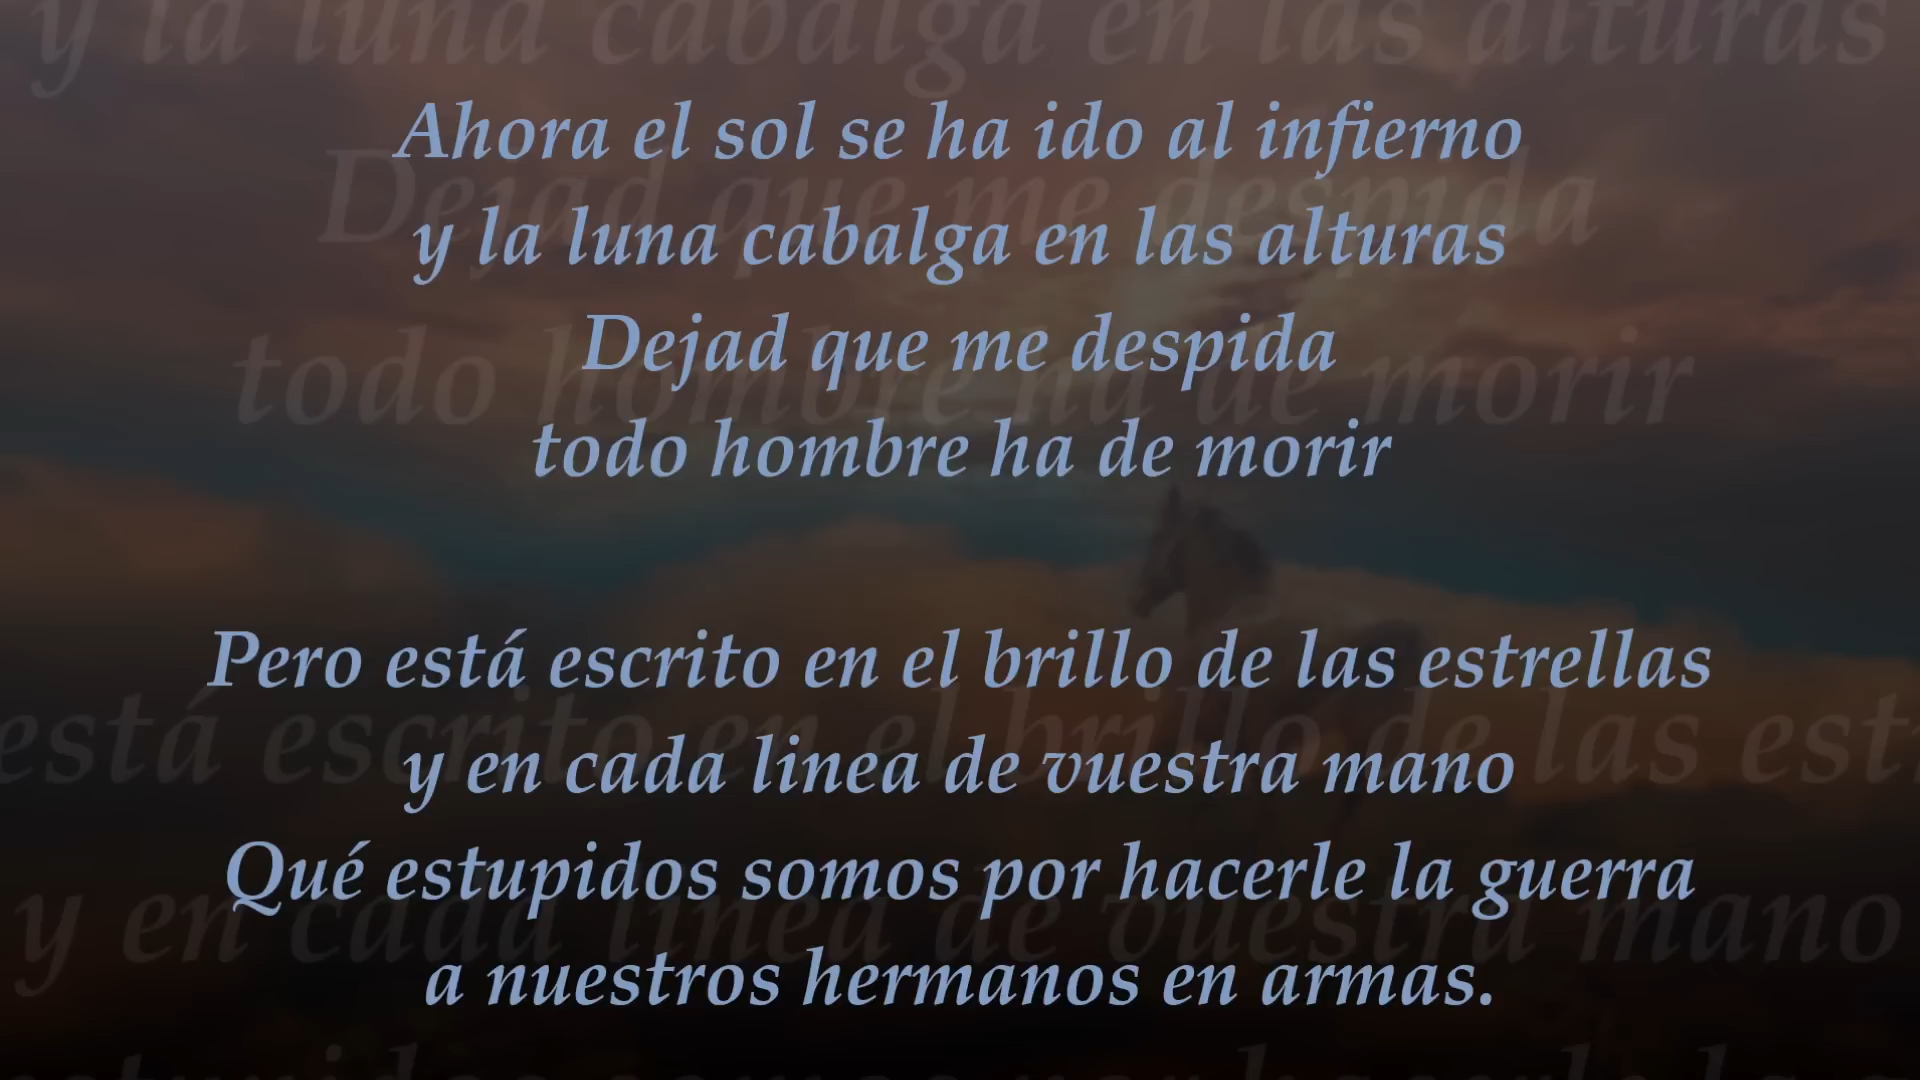 Ahora el sol se ha ido al infierno
y la luna cabalga en las alturas
Dejad que me despida
todo hombre ha de morir
Pero está escrito en el brillo de las estrellas
y en cada linea de vuestra mano
Qué estupidos somos por hacerle la guerra
a nuestros hermanos en armas.